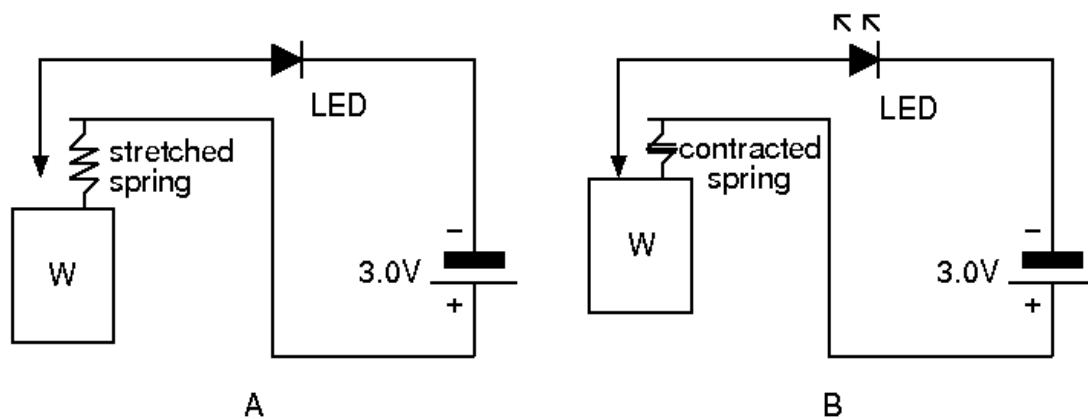 LED
stretched
spring
W
−
3.0V
+
A
LED
contracted
spring
W
−
3.0V
+
B